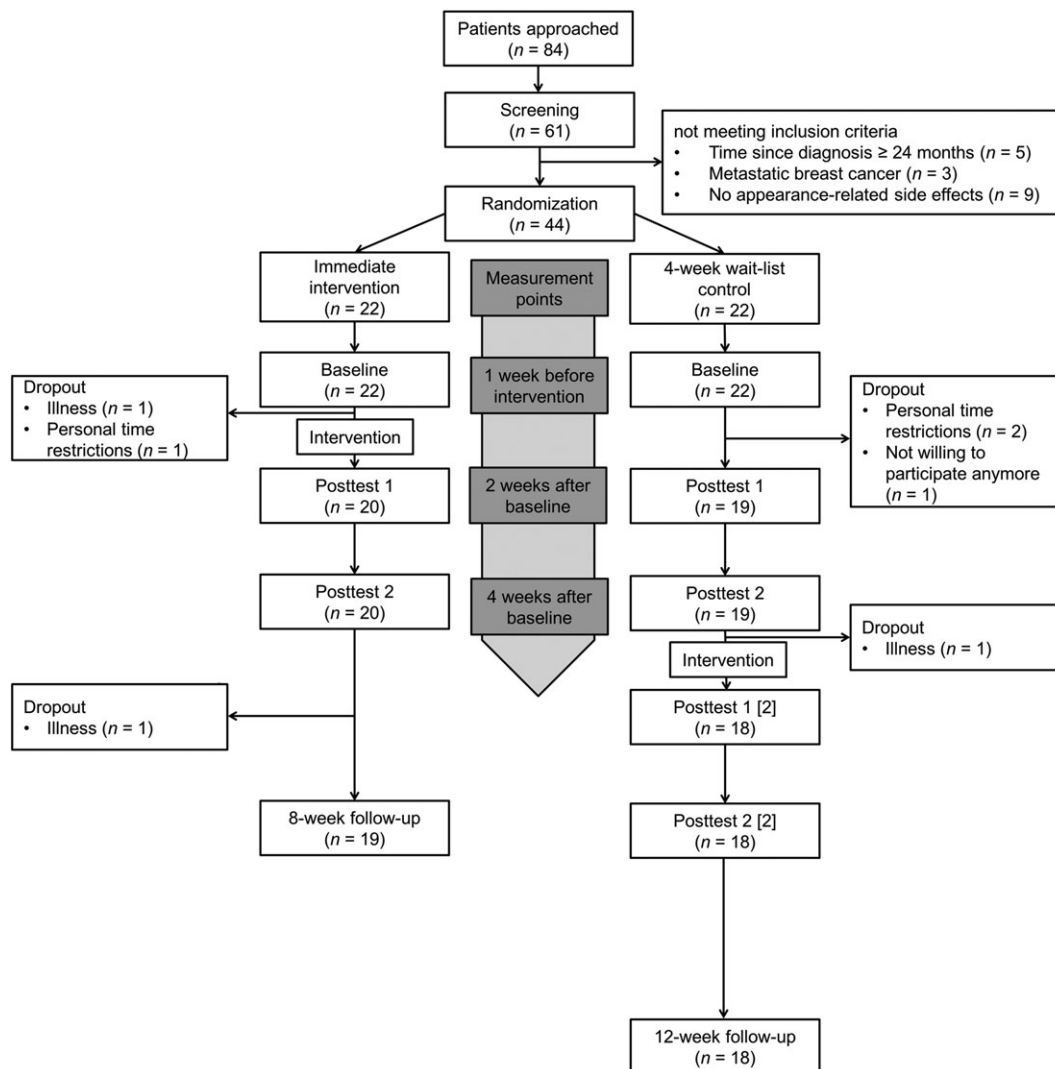 Patients approached
(n = 84)
Screening
(n = 61)
not meeting inclusion criteria
• Time since diagnosis ≥ 24 months (n = 5)
• Metastatic breast cancer (n = 3)
• No appearance-related side effects (n = 9)
Randomization
(n = 44)
Immediate
intervention
(n = 22)
Measurement
points
4-week wait-list
control
(n = 22)
Baseline
(n = 22)
1 week before
intervention
Baseline
(n = 22)
Dropout
• Illness (n = 1)
• Personal time
restrictions (n = 1)
Dropout
• Personal time
restrictions (n = 2)
• Not willing to
participate anymore
(n = 1)
Intervention
Posttest 1
(n = 20)
2 weeks after
baseline
Posttest 1
(n = 19)
Posttest 2
(n = 20)
4 weeks after
baseline
Posttest 2
(n = 19)
Dropout
• Illness (n = 1)
Intervention
Dropout
• Illness (n = 1)
Posttest 1 [2]
(n = 18)
8-week follow-up
(n = 19)
Posttest 2 [2]
(n = 18)
12-week follow-up
(n = 18)